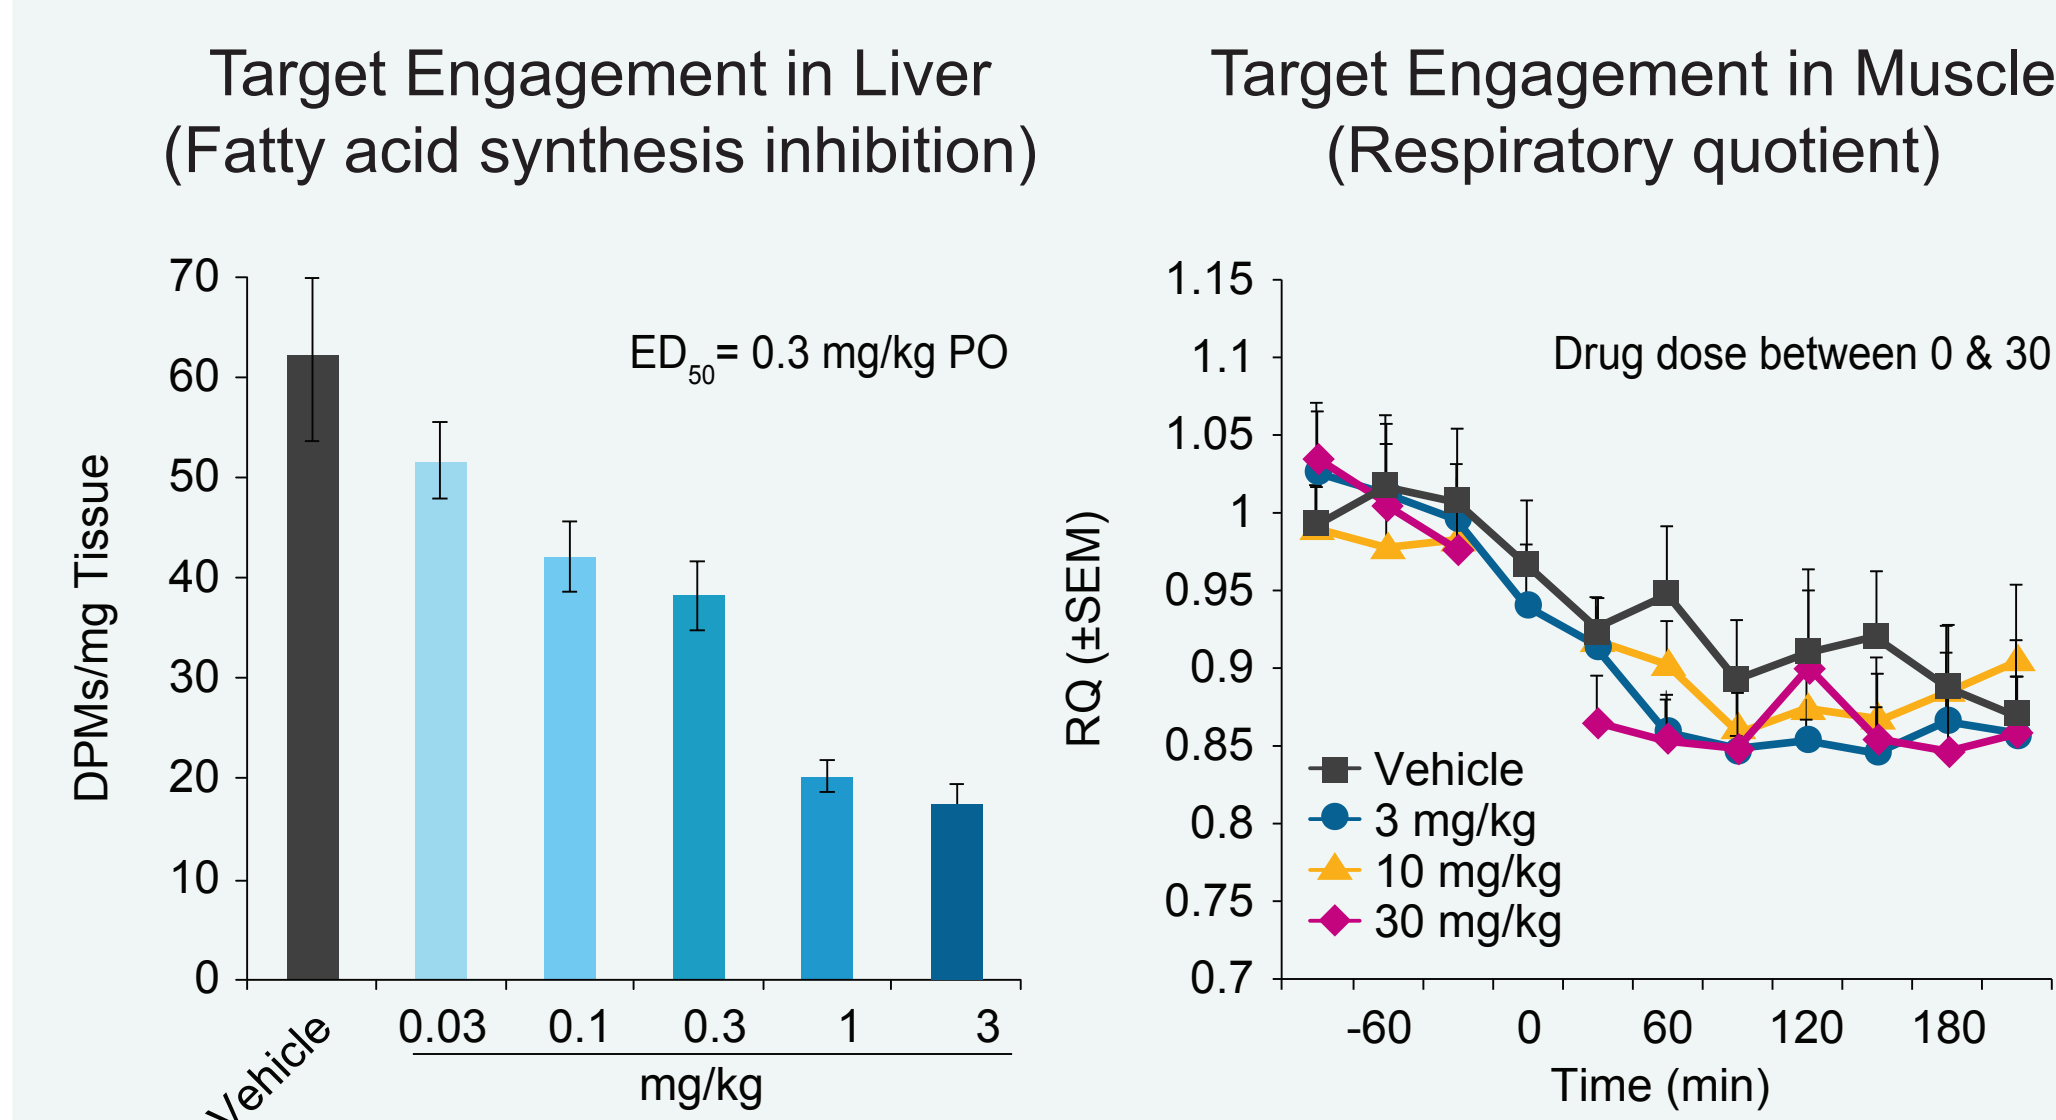 Target Engagement in Liver
(Fatty acid synthesis inhibition)
70
60
50
40
30
20
10
0
DPMs/mg Tissue
ED50= 0.3 mg/kg PO
Vehicle
0.03 0.1 0.3 1 3
mg/kg
Target Engagement in Muscle
(Respiratory quotient)
1.15
1.1
1.05
1
0.95
0.9
0.85
0.8
0.75
0.7
RQ (±SEM)
Drug dose between 0 & 30
Vehicle
3 mg/kg
10 mg/kg
30 mg/kg
-60 0 60 120 180
Time (min)